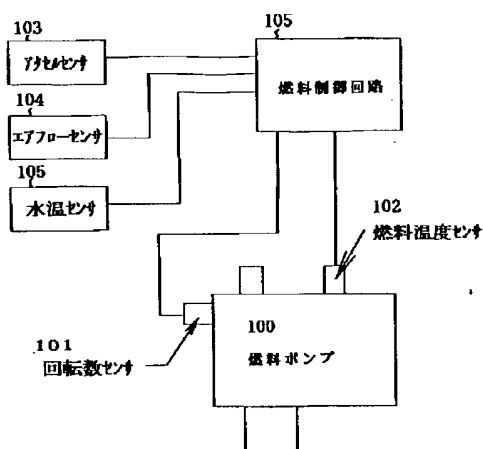 103
アクセルセンサ
104
エアフローセンサ
105
水温センサ
105
燃料制御回路
102
燃料温度センサ
100
燃料ポンプ
101
回転数センサ